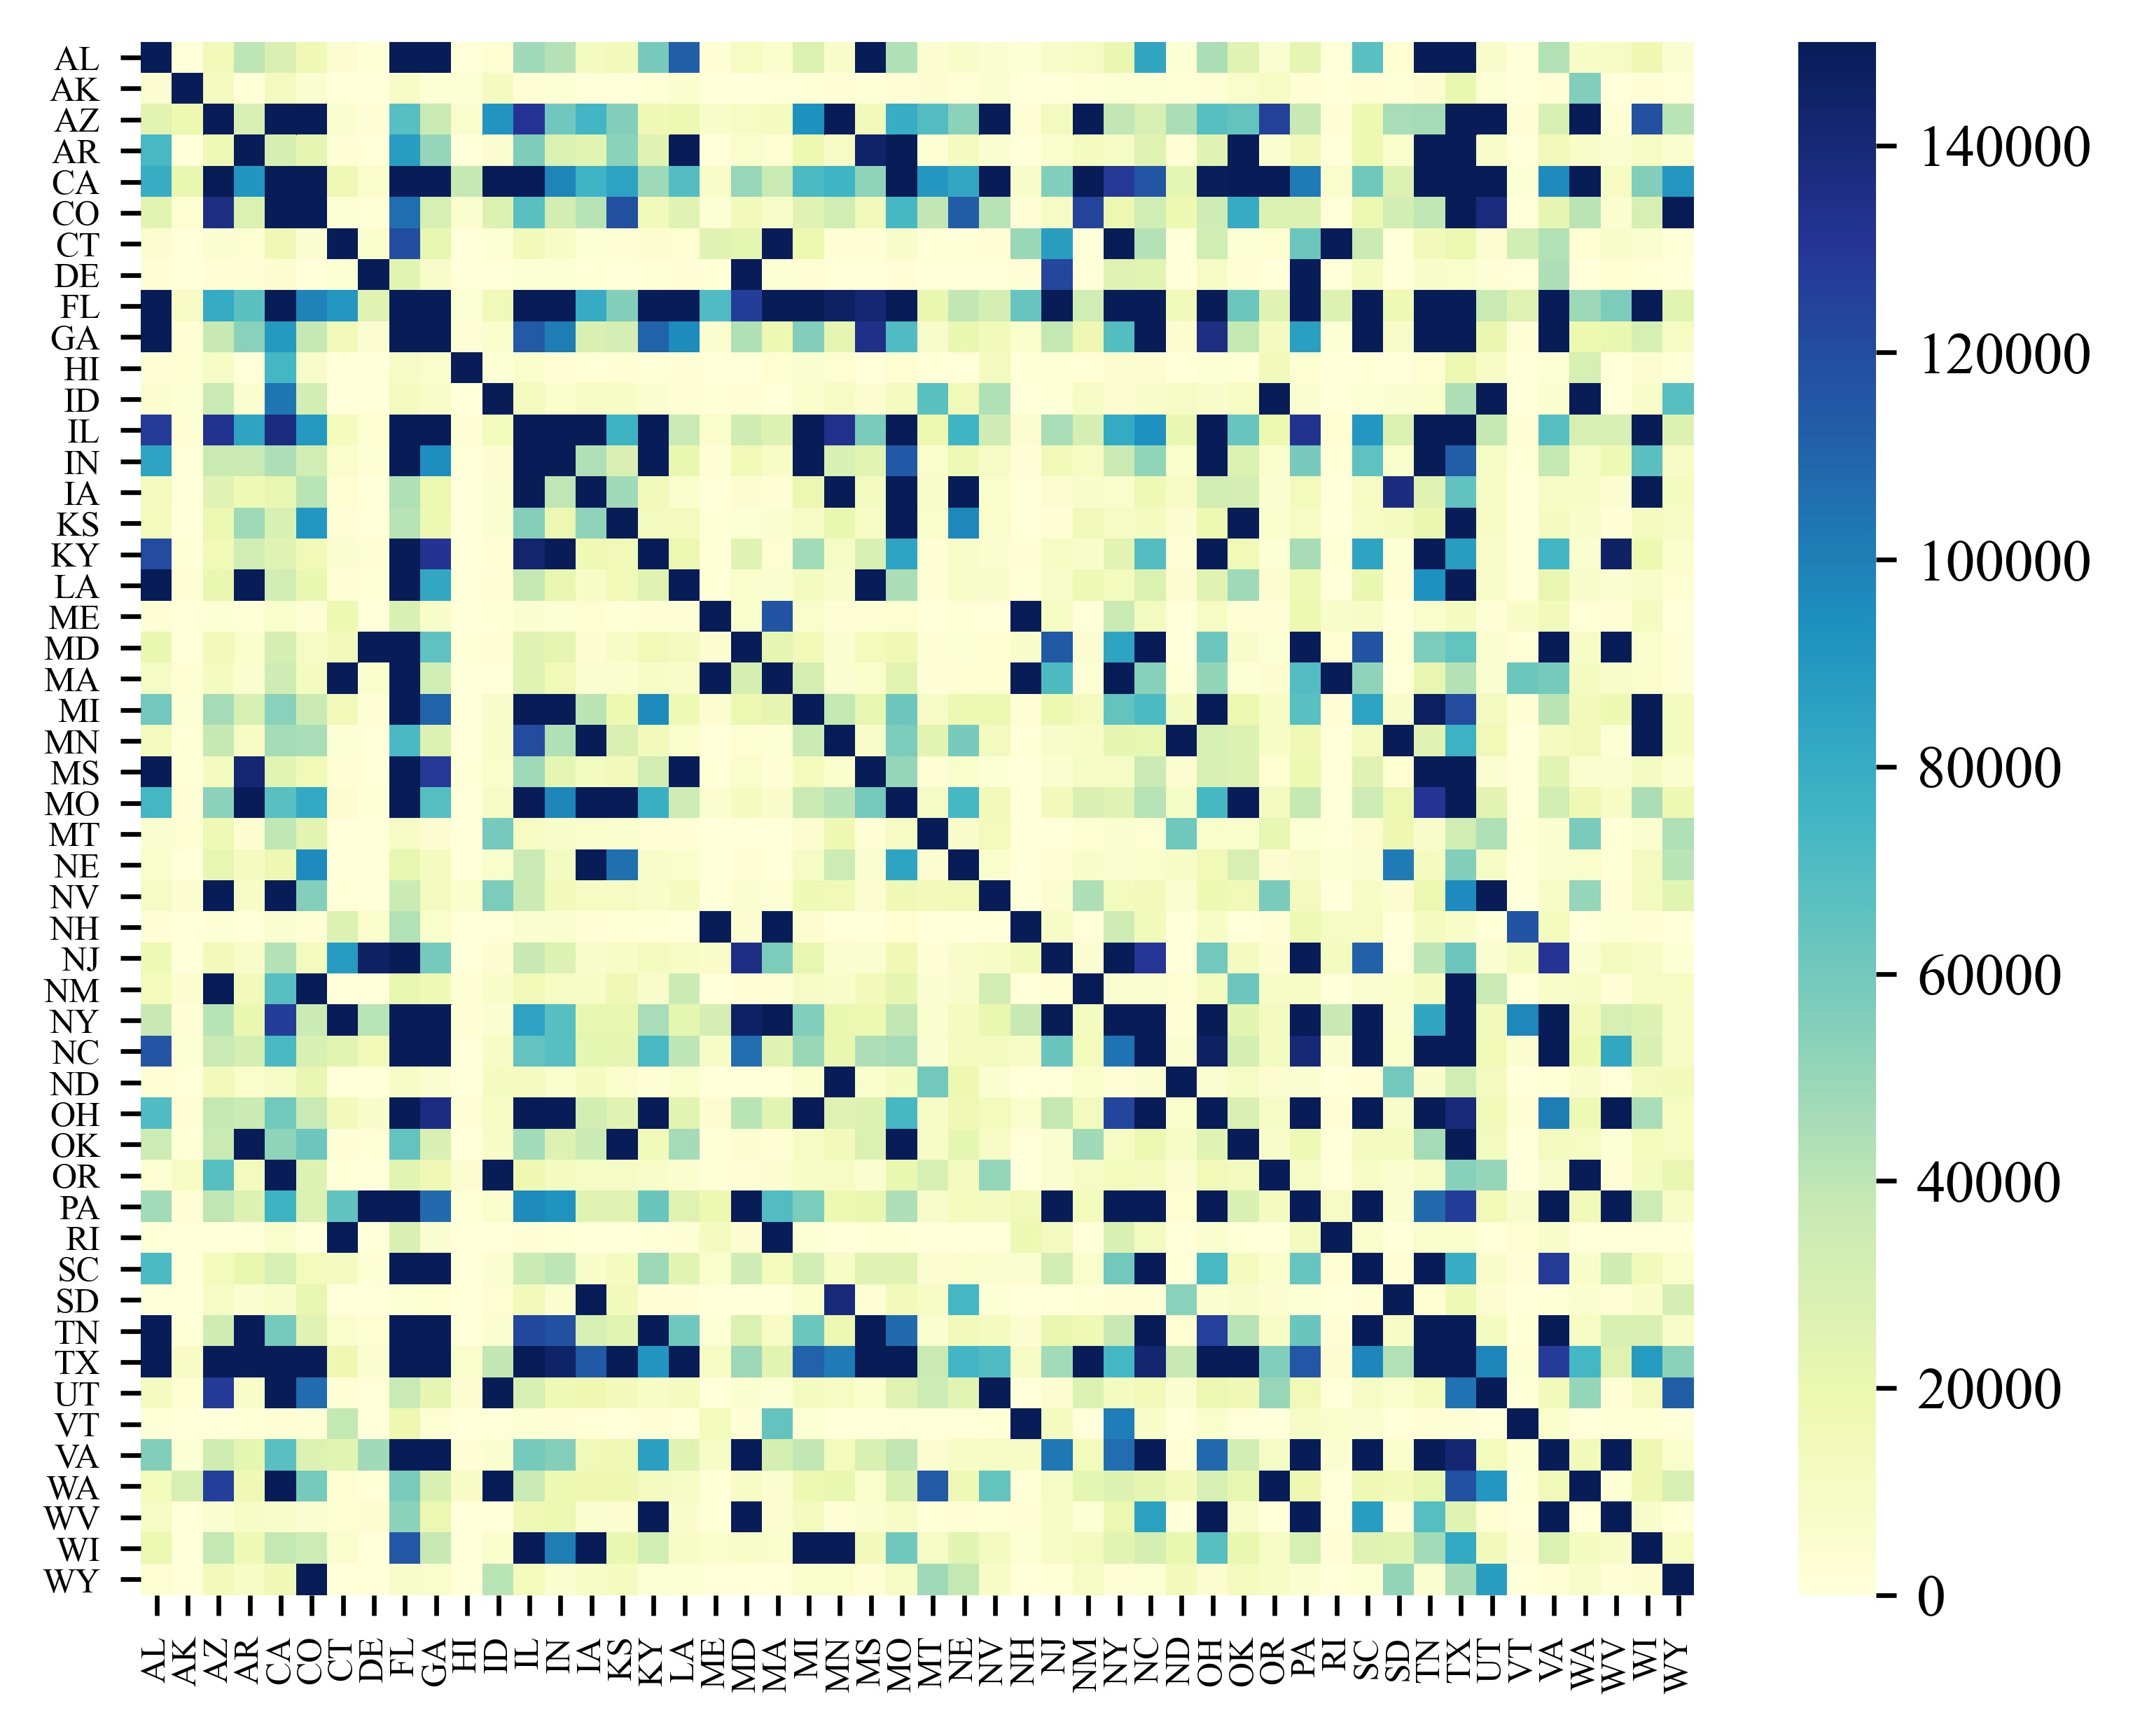 AL
AK
AZ
AR
CA
CO
CT
DE
FL
GA
HI
ID
IL
IN
IA
KS
KY
LA
ME
MD
MA
MI
MN
MS
MO
MT
NE
NV
NH
NJ
NM
NY
NC
ND
OH
OK
OR
PA
RI
SC
SD
TN
TX
UT
VT
VA
WA
WV
WI
WY
AL AK AZ AR CA CO CT DE FL GA HI ID IL IN IA KS KY LA ME MD MA MI MN MS MO MT NE NV NH NJ NM NY NC ND OH OK OR PA RI SC SD TN TX UT VT VA WA WV WI WY
140000
120000
100000
80000
60000
40000
20000
0